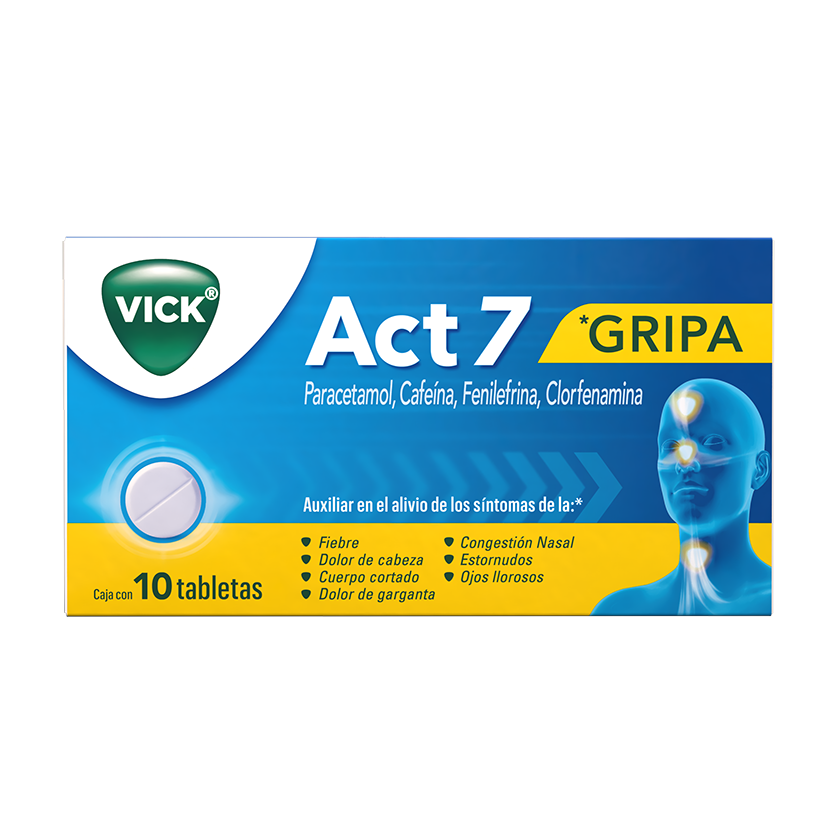 VICK®
Act 7
*GRIPA
Paracetamol, Cafeína, Fenilefrina, Clorfenamina
Auxiliar en el alivio de los síntomas de la:*
Fiebre
Dolor de cabeza
Cuerpo cortado
Dolor de garganta
Congestión Nasal
Estornudos
Ojos llorosos
Caja con 10 tabletas